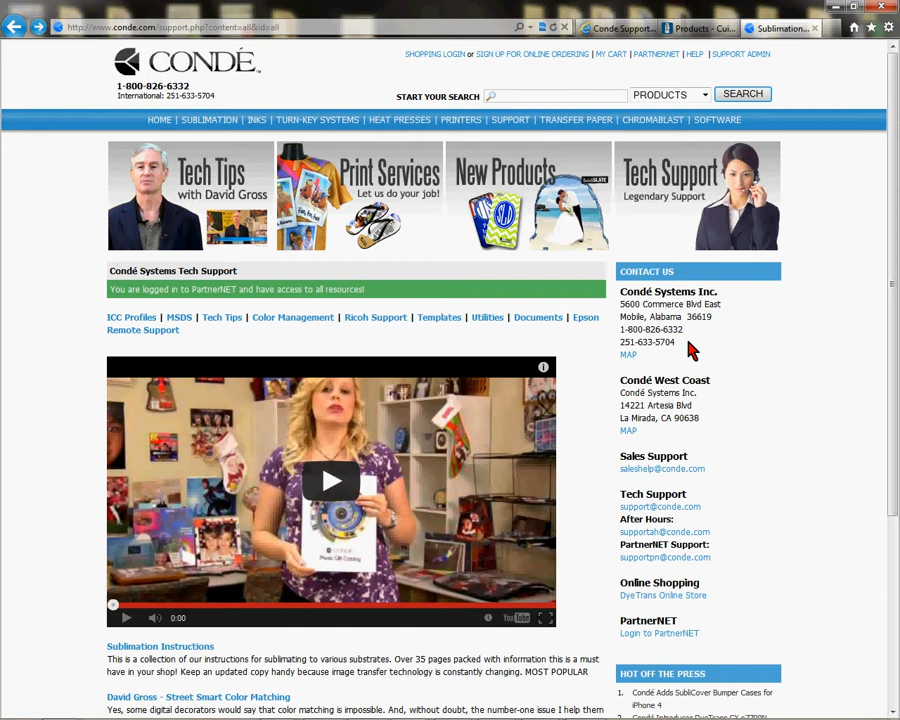 http://www.conde.com/support.php?content=all&id=all
Condé Support...
Products - Cui...
Sublimation...
CONDÉ
1-800-826-6332
International: 251-633-5704
SHOPPING LOGIN or SIGN UP FOR ONLINE ORDERING | MY CART | PARTNERNET | HELP | SUPPORT ADMIN
START YOUR SEARCH
PRODUCTS
SEARCH
HOME | SUBLIMATION | INKS | TURN-KEY SYSTEMS | HEAT PRESSES | PRINTERS | SUPPORT | TRANSFER PAPER | CHROMABLAST | SOFTWARE
Tech Tips
with David Gross
Print Services
Let us do your job!
New Products
Tech Support
Legendary Support
Condé Systems Tech Support
You are logged in to PartnerNET and have access to all resources!
ICC Profiles | MSDS | Tech Tips | Color Management | Ricoh Support | Templates | Utilities | Documents | Epson
Remote Support
CONDÉ
Photo Gift Catalog
0:00
YouTube
Sublimation Instructions
This is a collection of our instructions for sublimating to various substrates. Over 35 pages packed with information this is a must
have in your shop! Keep an updated copy handy because image transfer technology is constantly changing. MOST POPULAR
David Gross - Street Smart Color Matching
Yes, some digital decorators would say that color matching is impossible. And, without doubt, the number-one issue I help them
CONTACT US
Condé Systems Inc.
5600 Commerce Blvd East
Mobile, Alabama 36619
1-800-826-6332
251-633-5704
MAP
Condé West Coast
Condé Systems Inc.
14221 Artesia Blvd
La Mirada, CA 90638
MAP
Sales Support
saleshelp@conde.com
Tech Support
support@conde.com
After Hours:
supportah@conde.com
PartnerNET Support:
supportpn@conde.com
Online Shopping
DyeTrans Online Store
PartnerNET
Login to PartnerNET
HOT OFF THE PRESS
1. Condé Adds SubliCover Bumper Cases for
iPhone 4
2. Condé Introduces DyeTrans CX e7700N